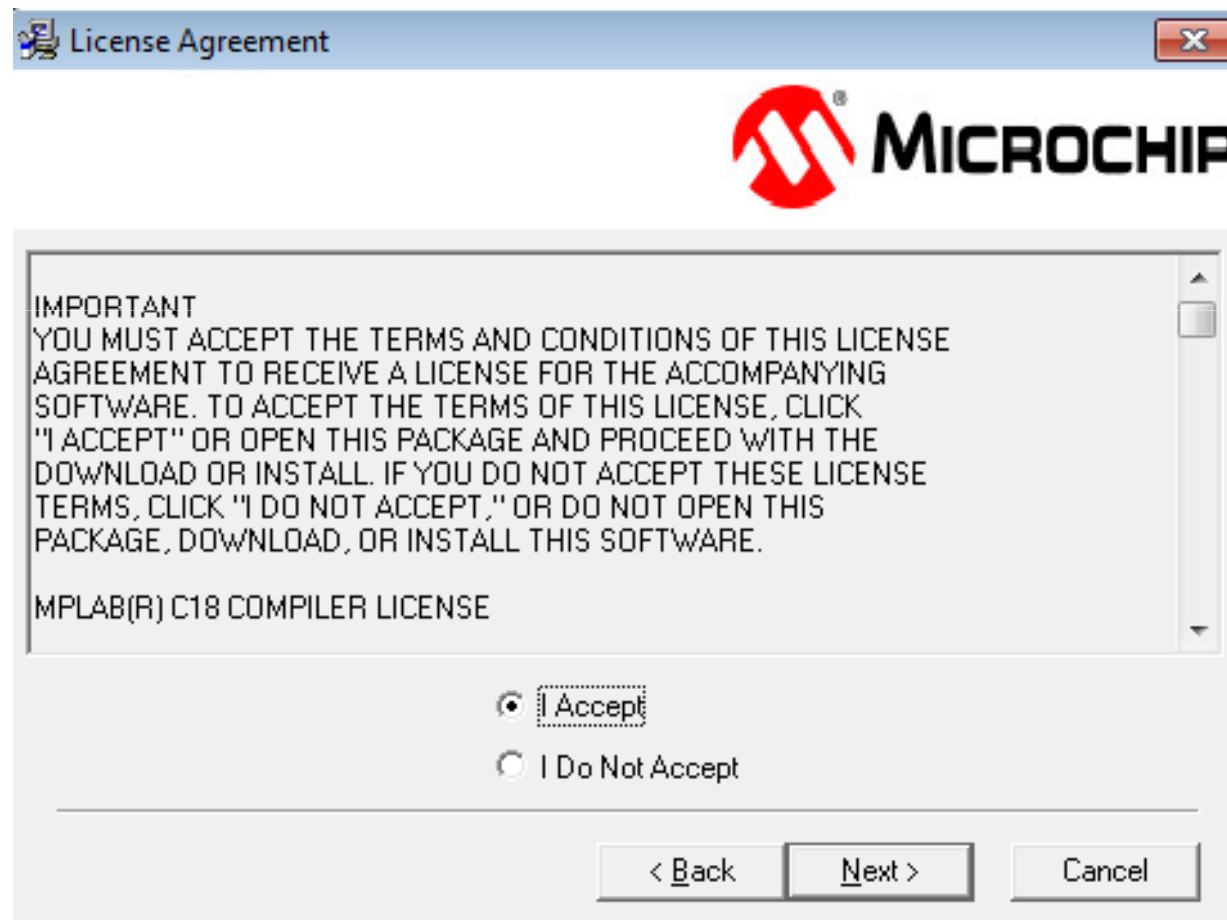 License Agreement
MICROCHIP
IMPORTANT
YOU MUST ACCEPT THE TERMS AND CONDITIONS OF THIS LICENSE
AGREEMENT TO RECEIVE A LICENSE FOR THE ACCOMPANYING
SOFTWARE. TO ACCEPT THE TERMS OF THIS LICENSE, CLICK
"I ACCEPT" OR OPEN THIS PACKAGE AND PROCEED WITH THE
DOWNLOAD OR INSTALL. IF YOU DO NOT ACCEPT THESE LICENSE
TERMS, CLICK "I DO NOT ACCEPT," OR DO NOT OPEN THIS
PACKAGE, DOWNLOAD, OR INSTALL THIS SOFTWARE.
MPLAB(R) C18 COMPILER LICENSE
I Accept
I Do Not Accept
< Back Next > Cancel